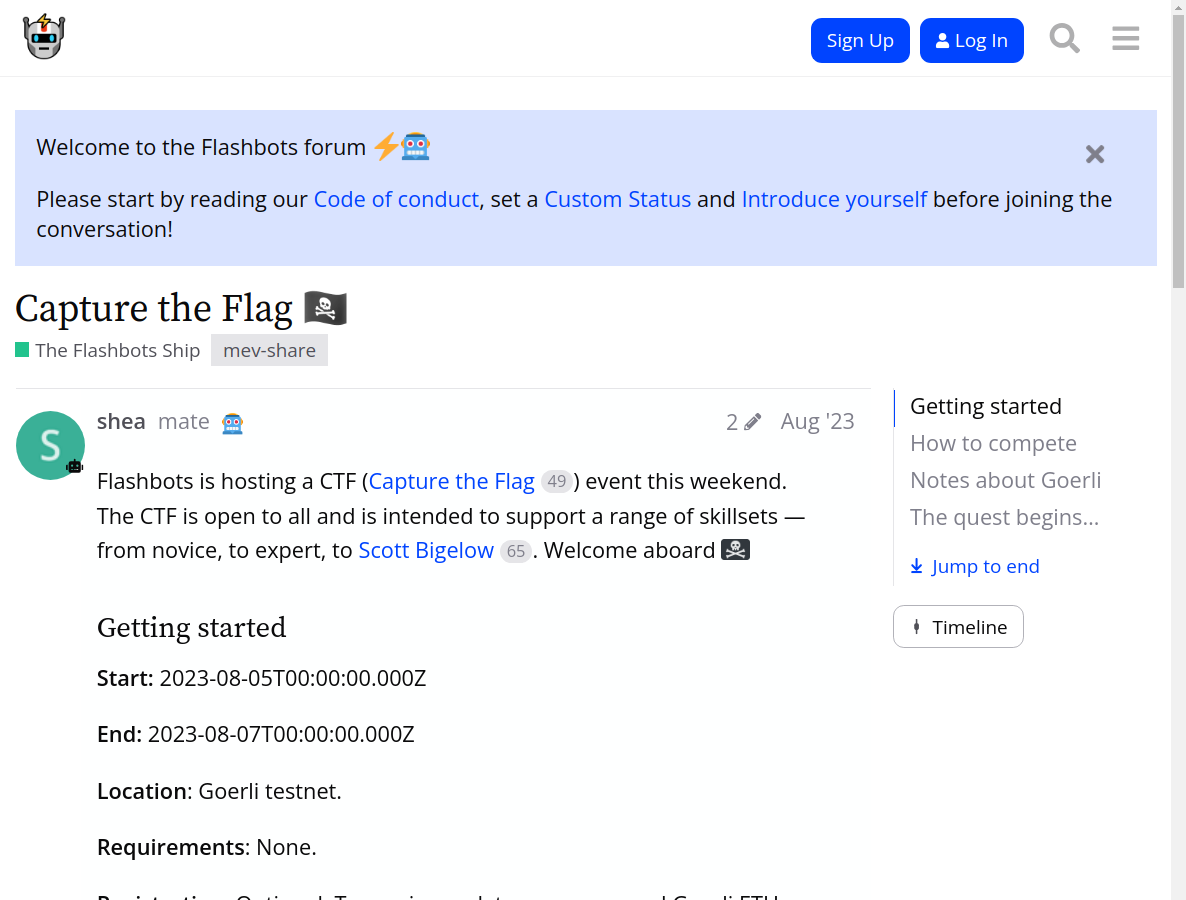 Sign Up
Log In
Welcome to the Flashbots forum
Please start by reading our Code of conduct, set a Custom Status and Introduce yourself before joining the
conversation!
Capture the Flag
The Flashbots Ship
mev-share
S
shea mate
2
Aug '23
Flashbots is hosting a CTF (Capture the Flag 49) event this weekend.
The CTF is open to all and is intended to support a range of skillsets —
from novice, to expert, to Scott Bigelow 65. Welcome aboard
Getting started
Start: 2023-08-05T00:00:00.000Z
End: 2023-08-07T00:00:00.000Z
Location: Goerli testnet.
Requirements: None.
Getting started
How to compete
Notes about Goerli
The quest begins...
Jump to end
Timeline